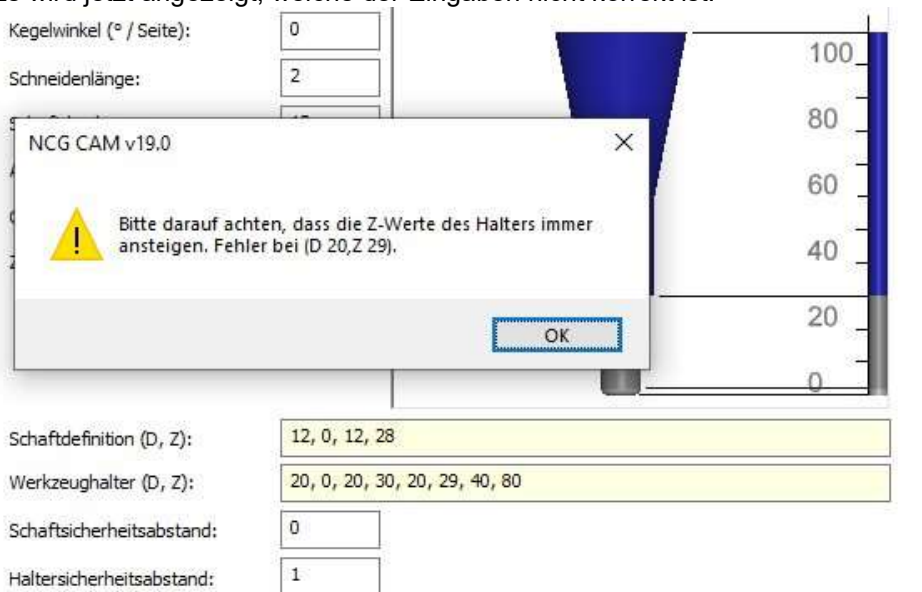 Kegelwinkel (° / Seite): 0
100
Schneidenlänge: 2
80
NCG CAM v19.0
60
Bitte darauf achten, dass die Z-Werte des Halters immer
ansteigen. Fehler bei (D 20,Z 29).
40
20
OK
0
Schaftdefinition (D, Z): 12, 0, 12, 28
Werkzeughalter (D, Z): 20, 0, 20, 30, 20, 29, 40, 80
Schaftsicherheitsabstand: 0
Haltersicherheitsabstand: 1